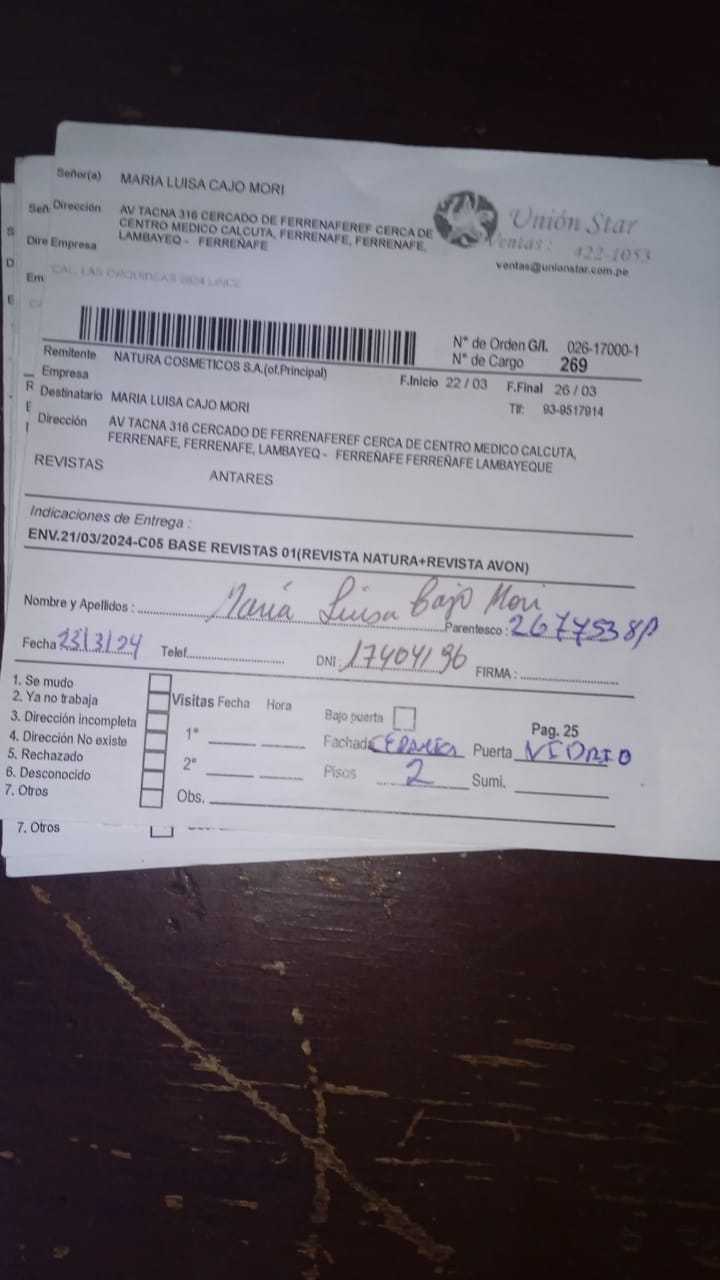 Señor(a) MARIA LUISA CAJO MORI
Dirección AV TACNA 316 CERCADO DE FERRENAFEREF CERCA DE
CENTRO MEDICO CALCUTA, FERRENAFE, FERRENAFE,
Empresa LAMBAYEQ - FERREÑAFE
Unión Star
Ventas: 422-1053
ventas@unionstar.com.pe
N° de Orden G/I. 026-17000-1
N° de Cargo 269
Remitente NATURA COSMETICOS S.A.(of.Principal)
Empresa
F.Inicio 22 / 03 F.Final 26 / 03
Destinatario MARIA LUISA CAJO MORI
Tlf: 93-9517914
Dirección AV TACNA 316 CERCADO DE FERRENAFEREF CERCA DE CENTRO MEDICO CALCUTA,
FERRENAFE, FERRENAFE, LAMBAYEQ - FERREÑAFE FERREÑAFE LAMBAYEQUE
REVISTAS ANTARES
Indicaciones de Entrega :
ENV.21/03/2024-C05 BASE REVISTAS 01(REVISTA NATURA+REVISTA AVON)
Nombre y Apellidos : María Luisa Cajo Mori
Parentesco :
Fecha 23/3/24 Telef. DNI : 17404196 FIRMA :
1. Se mudo
2. Ya no trabaja
3. Dirección incompleta
4. Dirección No existe
5. Rechazado
6. Desconocido
7. Otros
Visitas Fecha Hora
1°
2°
Obs.
Bajo puerta
Pag. 25
Fachada Puerta VIDRIO
Pisos 2 Sumi.
7. Otros